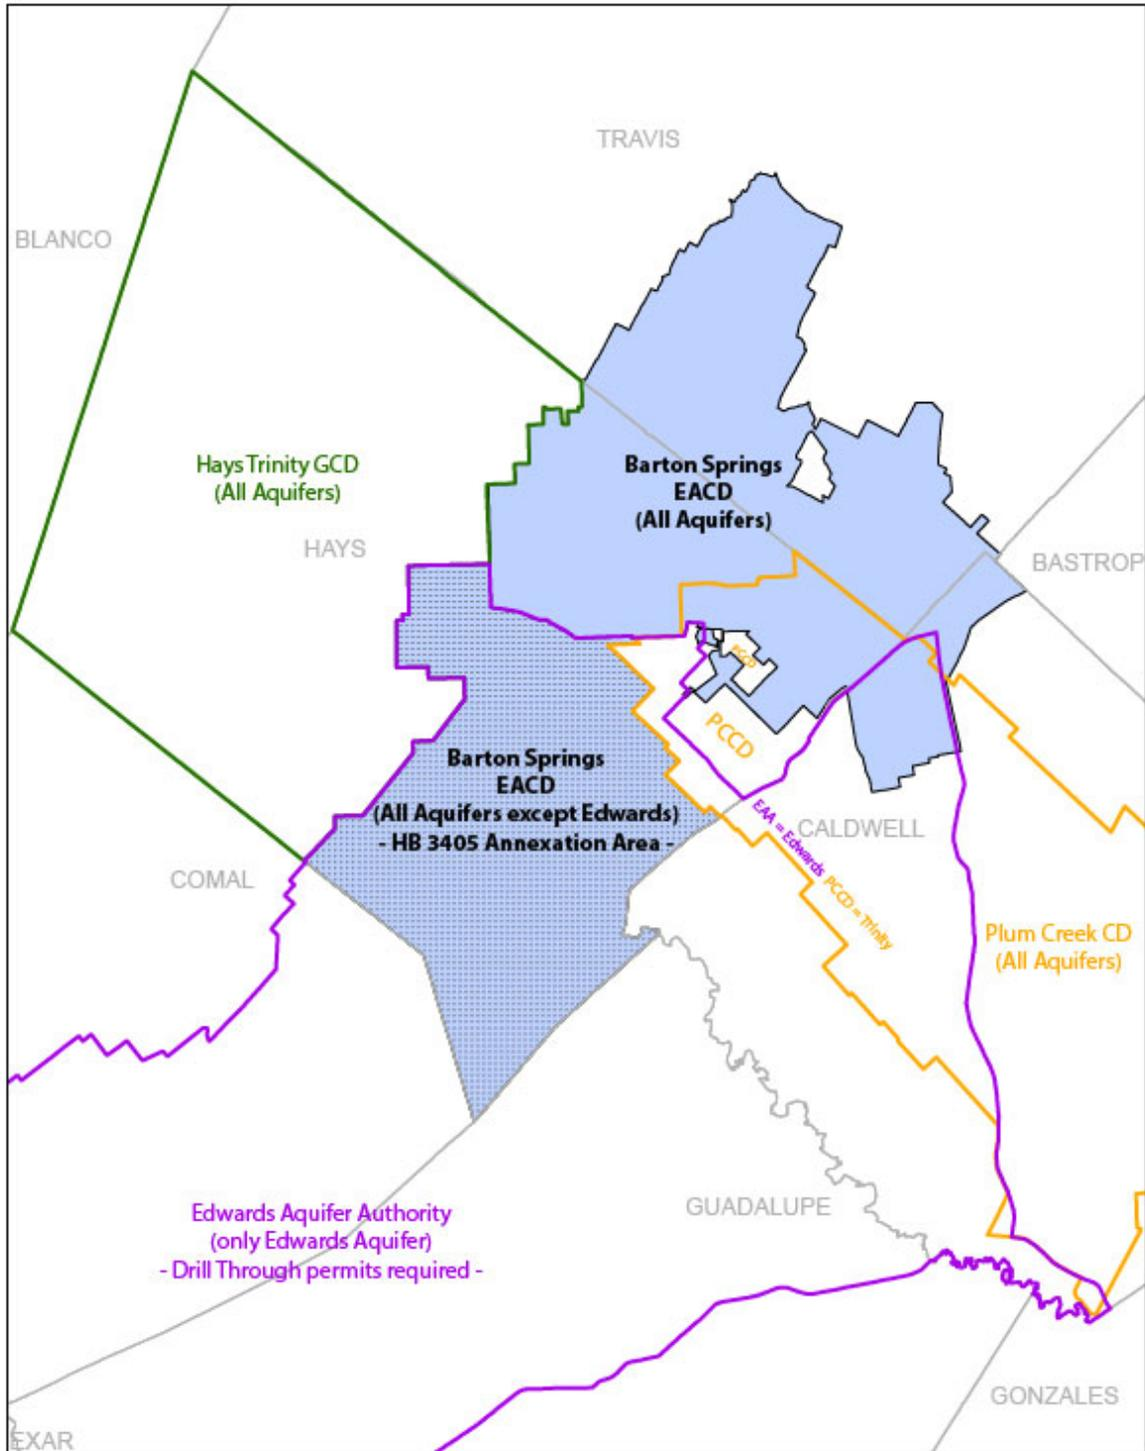 TRAVIS
BLANCO
Hays Trinity GCD
(All Aquifers)
Barton Springs
EACD
(All Aquifers)
HAYS
BASTROP
PCCD
PCCD
Barton Springs
EACD
(All Aquifers except Edwards)
- HB 3405 Annexation Area -
EAA = Edwards
PCCD = Trinity
CALDWELL
COMAL
Plum Creek CD
(All Aquifers)
GUADALUPE
Edwards Aquifer Authority
(only Edwards Aquifer)
- Drill Through permits required -
GONZALES
EXAR